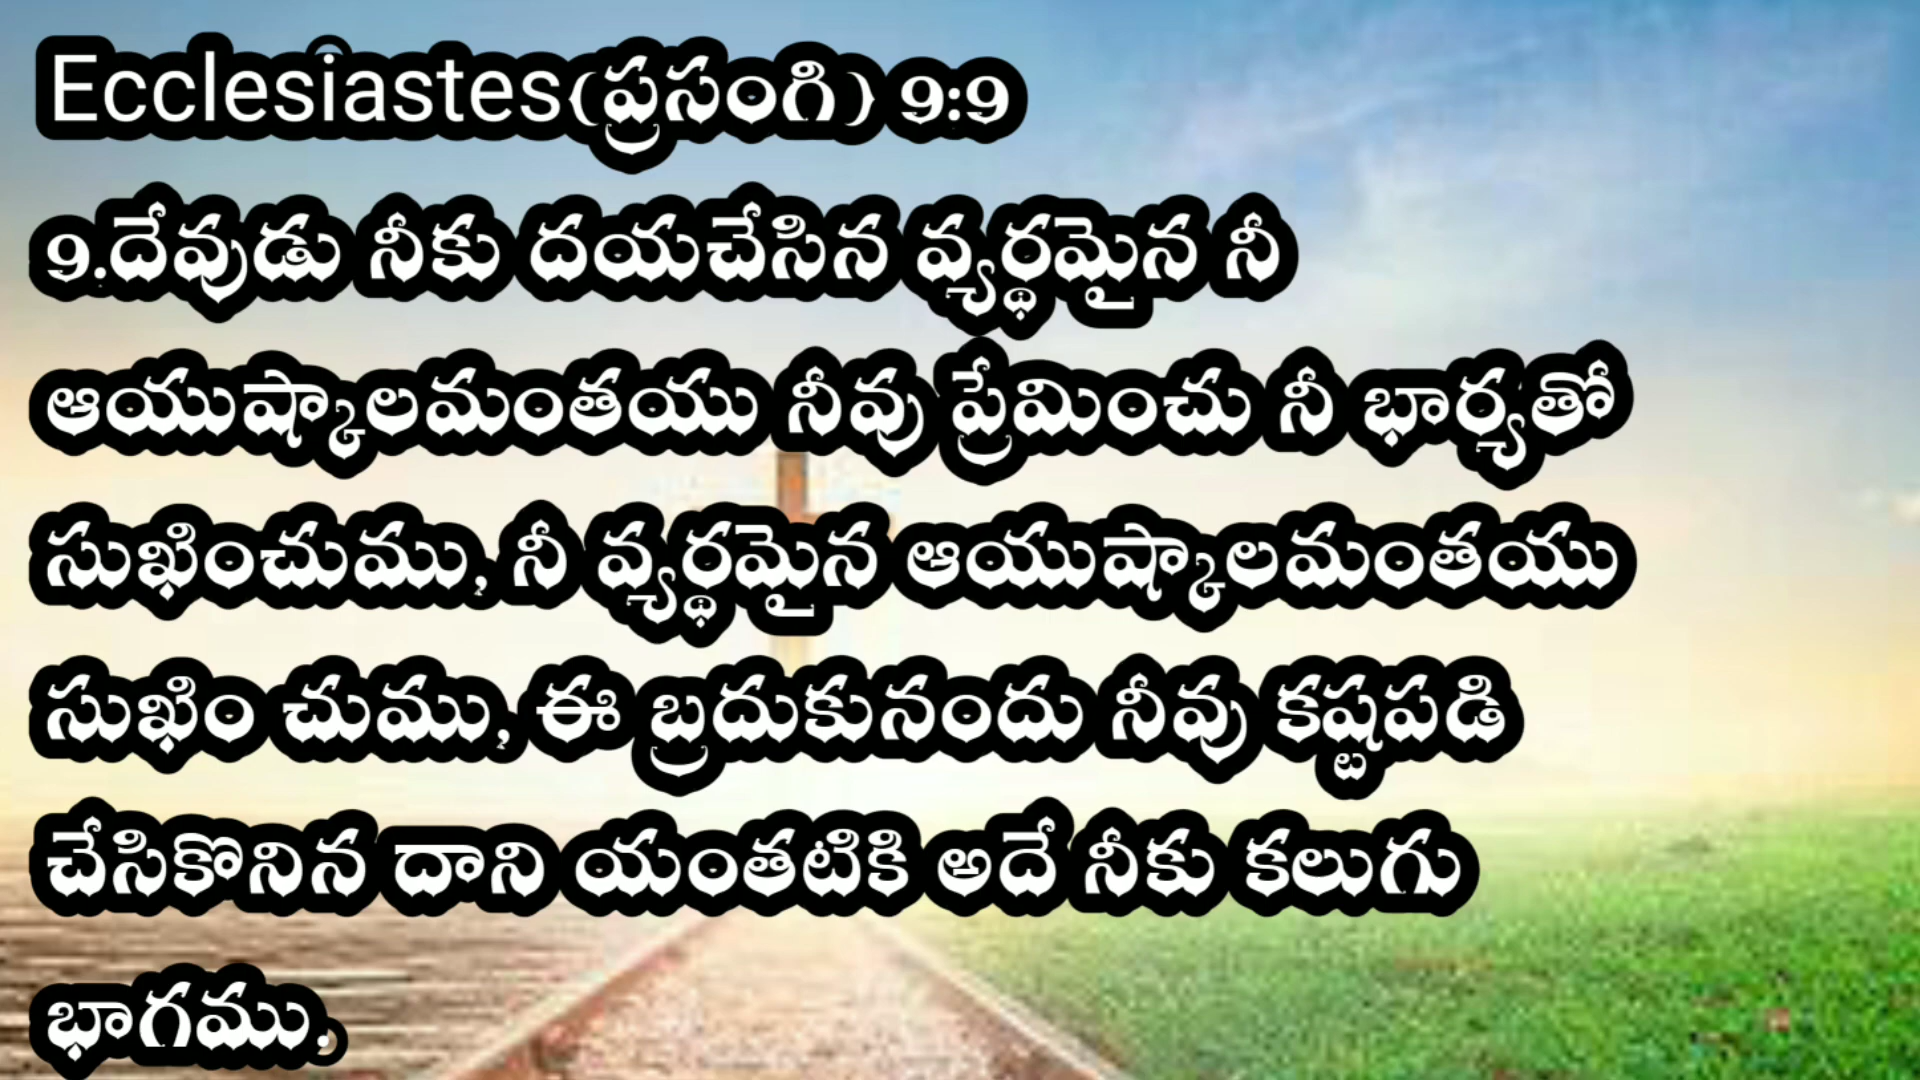 Ecclesiastes(ప్రసంగి) 9:9
9.దేవుడు నీకు దయచేసిన వ్యర్థమైన నీ
ఆయుష్కాలమంతయు నీవు ప్రేమించు నీ భార్యతో
సుఖించుము, నీ వ్యర్థమైన ఆయుష్కాలమంతయు
సుఖిం చుము, ఈ బ్రదుకునందు నీవు కష్టపడి
చేసికొనిన దాని యంతటికి అదే నీకు కలుగు
భాగము.